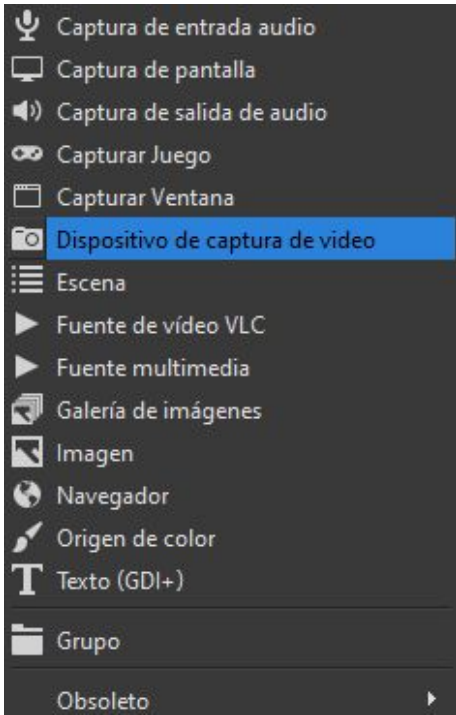 Captura de entrada audio
Captura de pantalla
Captura de salida de audio
Capturar Juego
Capturar Ventana
Dispositivo de captura de video
Escena
Fuente de vídeo VLC
Fuente multimedia
Galería de imágenes
Imagen
Navegador
Origen de color
Texto (GDI+)
Grupo
Obsoleto